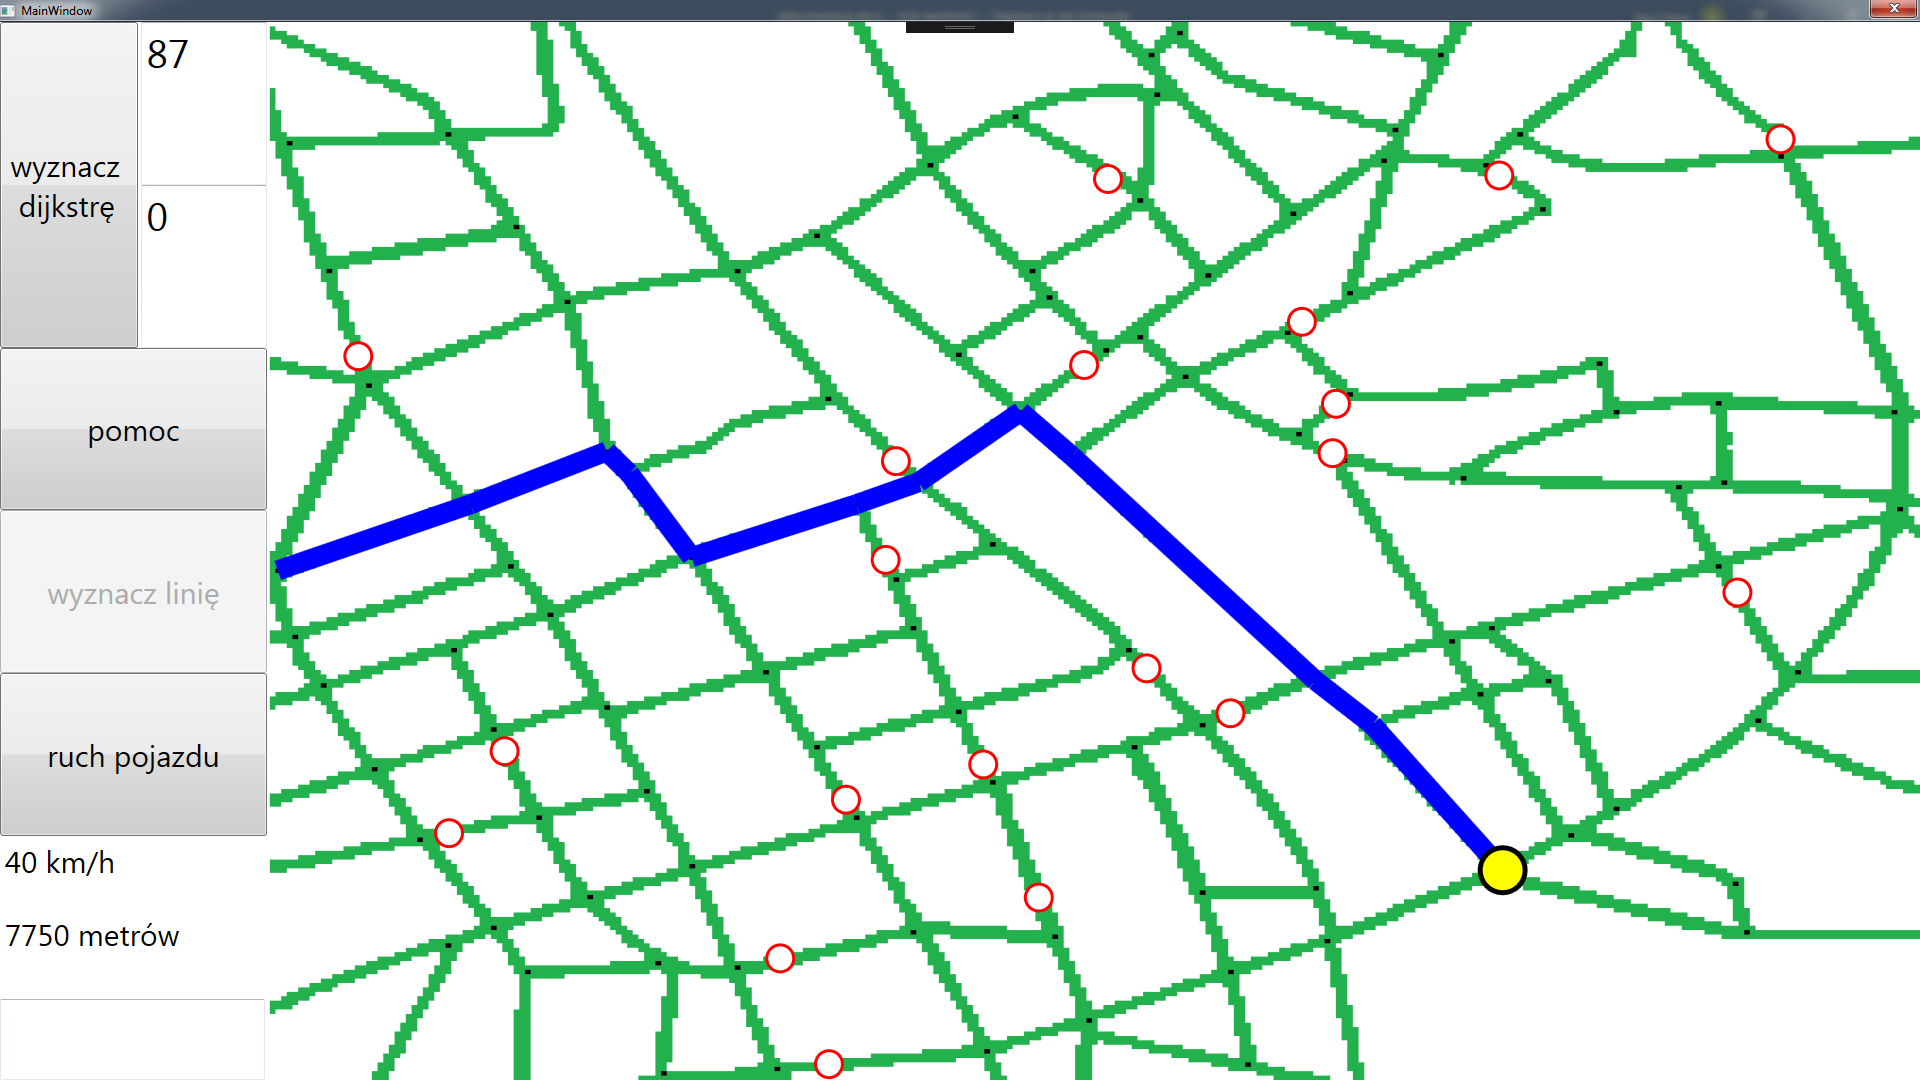 MainWindow
87
wyznacz
dijkstrę
0
pomoc
wyznacz linię
ruch pojazdu
40 km/h
7750 metrów